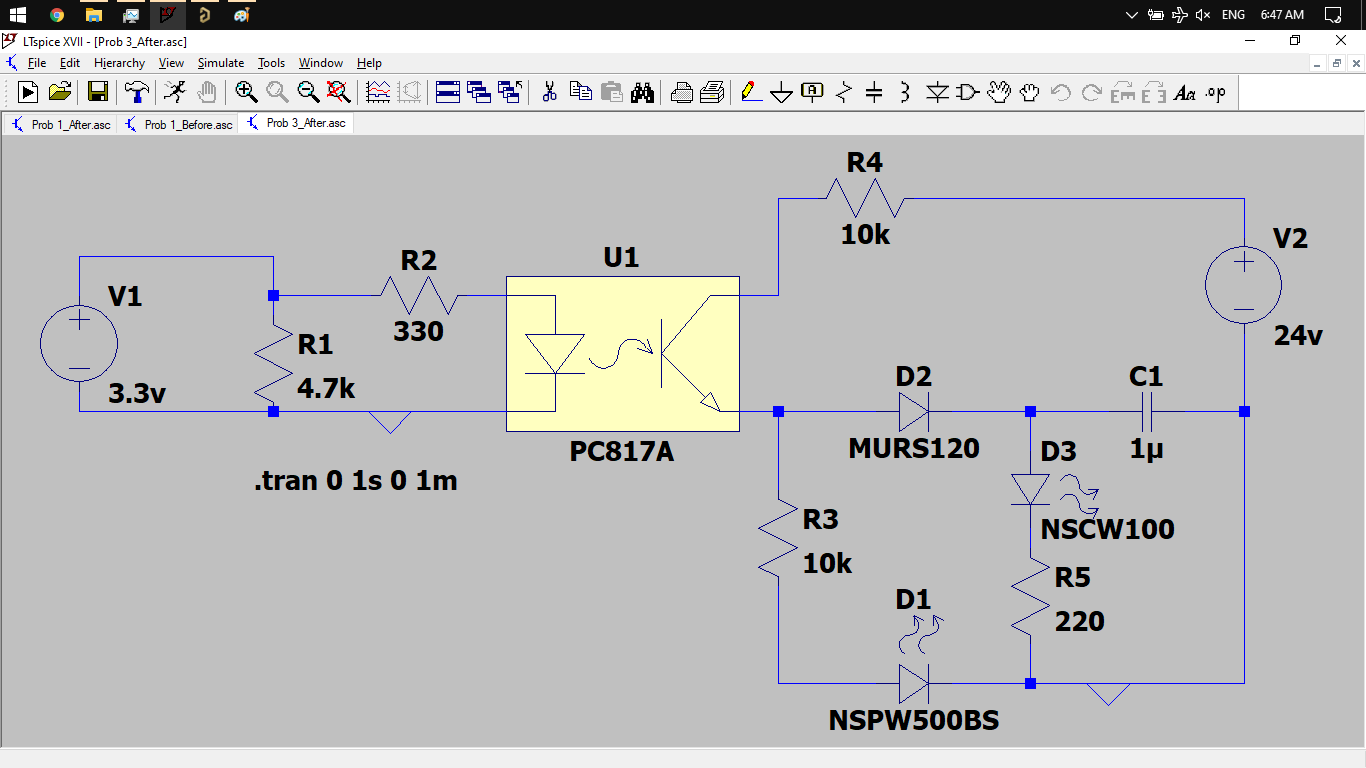 ENG 6:47 AM
LTspice XVII - [Prob 3_After.asc]
File Edit Hierarchy View Simulate Tools Window Help
Aa .op
Prob 1_After.asc Prob 1_Before.asc Prob 3_After.asc
R4
10k
V2
24v
R2
330
U1
PC817A
V1
3.3v
R1
4.7k
.tran 0 1s 0 1m
D2
MURS120
C1
1µ
D3
NSCW100
R3
10k
R5
220
D1
NSPW500BS